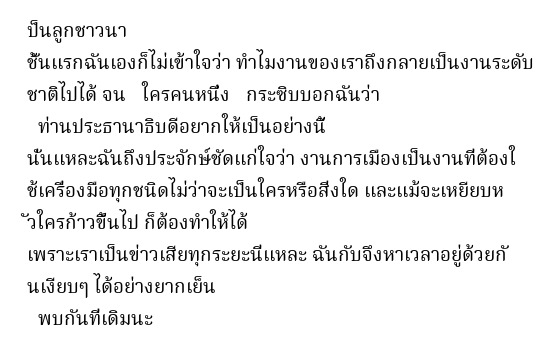 ป็นลูกชาวนา
ชั้นแรกฉันเองก็ไม่เข้าใจว่า ทำไมงานของเราถึงกลายเป็นงานระดับ
ชาติไปได้ จน ใครคนหนึ่ง กระซิบบอกฉันว่า
ท่านประธานาธิบดีอยากให้เป็นอย่างนี้
นั้นแหละฉันถึงประจักษ์ชัดแก่ใจว่า งานการเมืองเป็นงานที่ต้องใ
ช้เครื่องมือทุกชนิดไม่ว่าจะเป็นใครหรือสิ่งใด และแม้จะเหยียบห
ัวใครก้าวขึ้นไป ก็ต้องทำให้ได้
เพราะเราเป็นข่าวเสียทุกระยะนี่แหละ ฉันกับจึงหาเวลาอยู่ด้วยกั
นเงียบๆ ได้อย่างยากเย็น
พบกันที่เดิมนะ